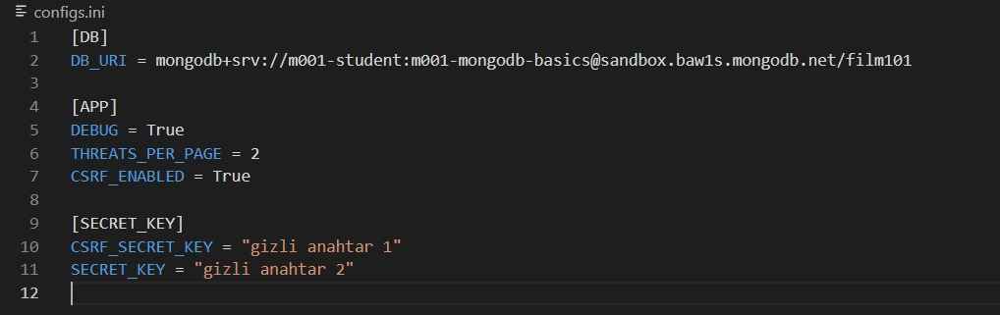 configs.ini
1 [DB]
2 DB_URI = mongodb+srv://m001-student:m001-mongodb-basics@sandbox.baw1s.mongodb.net/film101
3
4 [APP]
5 DEBUG = True
6 THREATS_PER_PAGE = 2
7 CSRF_ENABLED = True
8
9 [SECRET_KEY]
10 CSRF_SECRET_KEY = "gizli anahtar 1"
11 SECRET_KEY = "gizli anahtar 2"
12